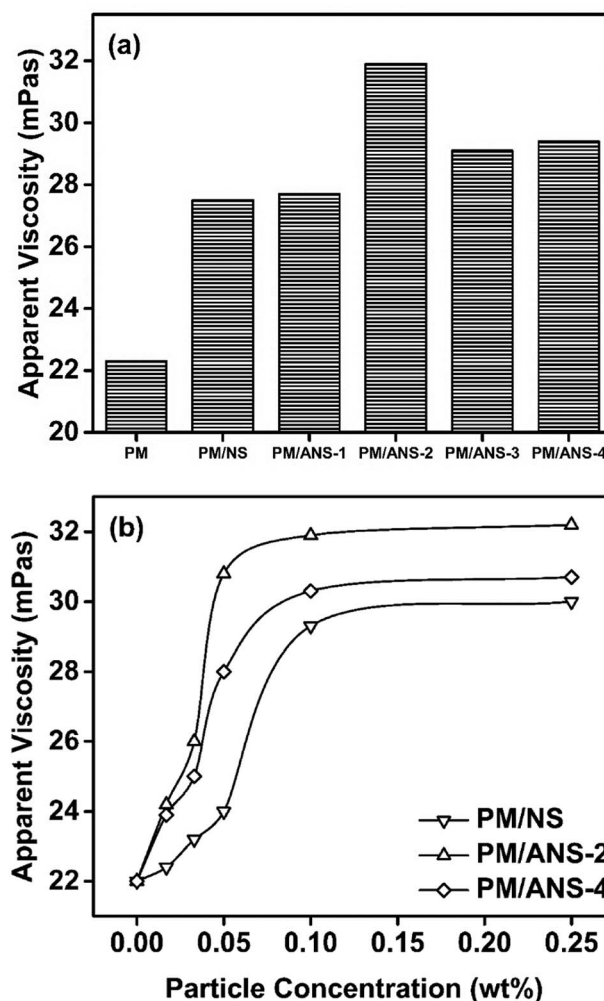 (a)
Apparent Viscosity (mPas)
32
30
28
26
24
22
20
PM PM/NS PM/ANS-1 PM/ANS-2 PM/ANS-3 PM/ANS-4
(b)
Apparent Viscosity (mPas)
32
30
28
26
24
22
PM/NS
PM/ANS-2
PM/ANS-4
0.00 0.05 0.10 0.15 0.20 0.25
Particle Concentration (wt%)